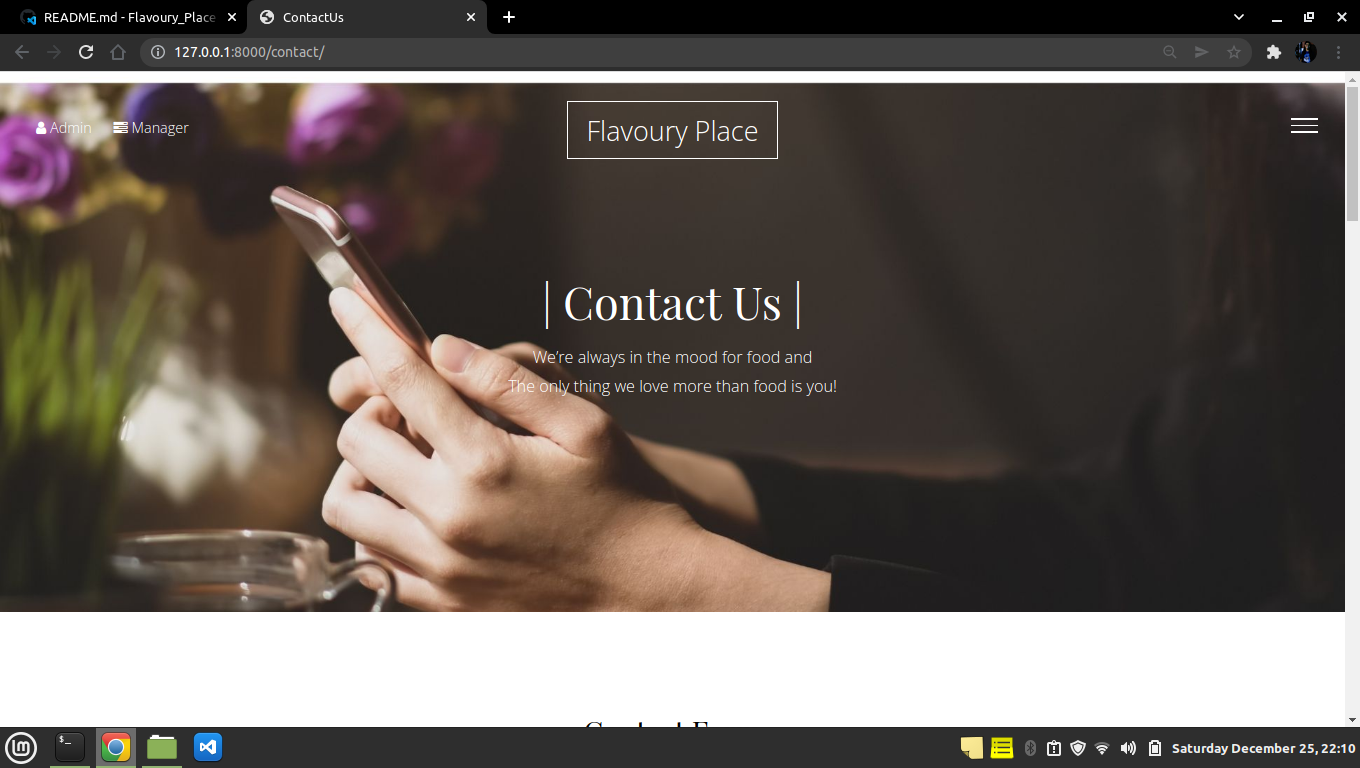 README.md - Flavoury_Place
ContactUs
127.0.0.1:8000/contact/
Admin
Manager
Flavoury Place
| Contact Us |
We’re always in the mood for food and
The only thing we love more than food is you!
Saturday December 25, 22:10